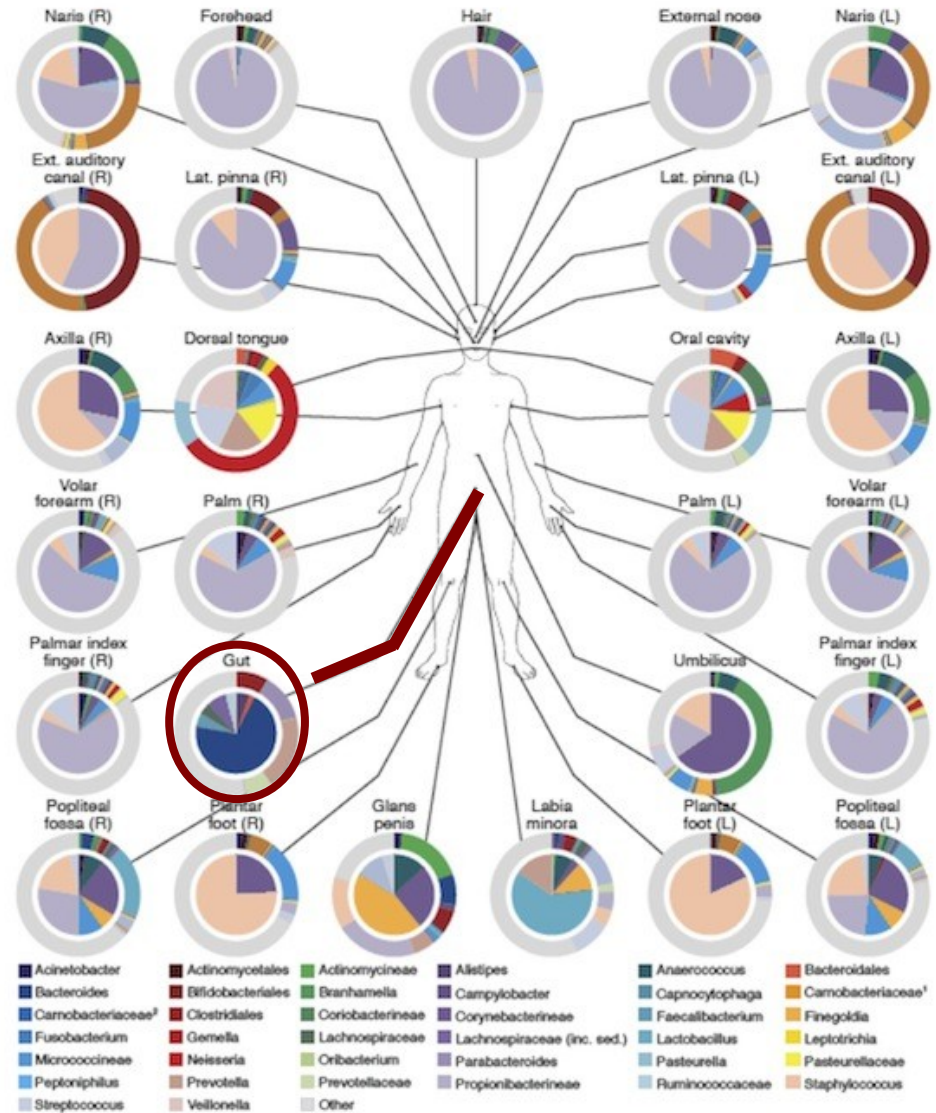 Naris (R)
Forehead
Hair
External nose
Naris (L)
Ext. auditory
canal (R)
Lat. pinna (R)
Lat. pinna (L)
Ext. auditory
canal (L)
Axilla (R)
Dorsal tongue
Oral cavity
Axilla (L)
Volar
forearm (R)
Palm (R)
Palm (L)
Volar
forearm (L)
Palmar index
finger (R)
Gut
Umbilicus
Palmar index
finger (L)
Popliteal
fossa (R)
Plantar
foot (R)
Glans
penis
Labia
minora
Plantar
foot (L)
Popliteal
fossa (L)
Acinetobacter
Actinomycetales
Actinomycineae
Alistipes
Anaerococcus
Bacteroidales
Bacteroides
Bifidobacteriales
Branhamella
Campylobacter
Capnocytophaga
Carnobacteriaceae¹
Carnobacteriaceae²
Clostridiales
Coriobacterineae
Corynebacterineae
Faecalibacterium
Finegoldia
Fusobacterium
Gemella
Lachnospiraceae
Lachnospiraceae (inc. sed.)
Lactobacillus
Leptotrichia
Micrococcineae
Neisseria
Oribacterium
Parabacteroides
Pasteurella
Pasteurellaceae
Peptoniphilus
Prevotella
Prevotellaceae
Propionibacterineae
Ruminococcaceae
Staphylococcus
Streptococcus
Veillonella
Other